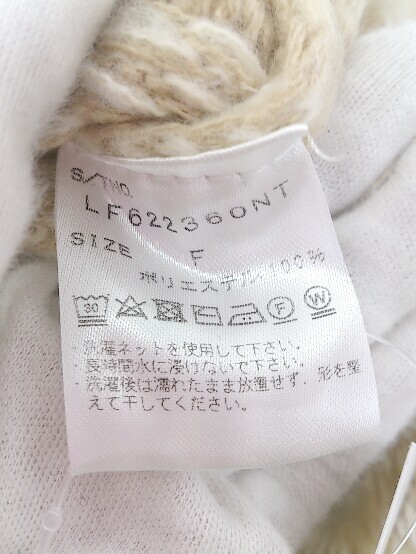 S/T NO.
LF622360NT
SIZE F
ポリエステル 100%
30 F W
・洗濯ネットを使用して下さい。
・長時間水に浸けないで下さい。
・洗濯後は濡れたまま放置せず、形を整
えて干してください。